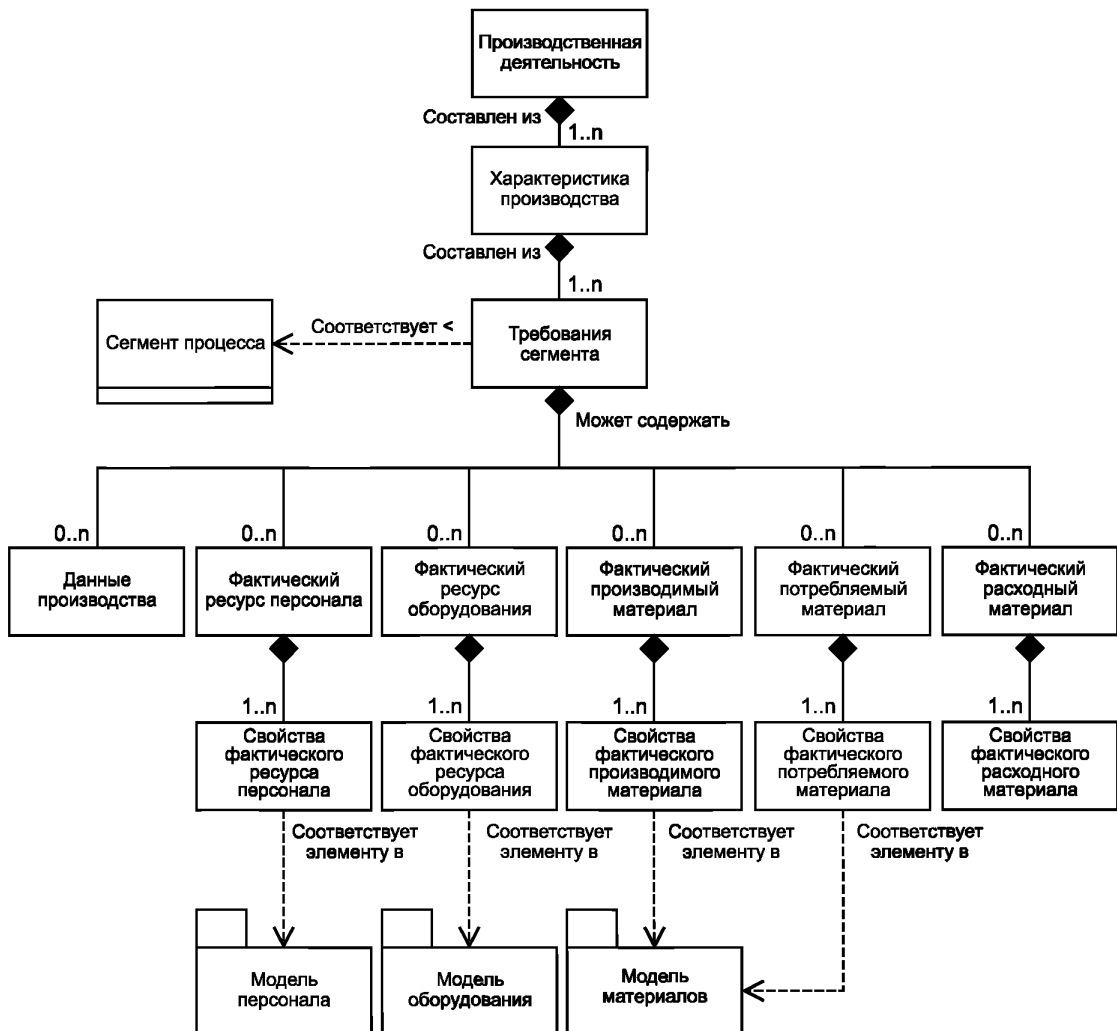 Производственная
деятельность
Составлен из
1..n
Характеристика
производства
Составлен из
1..n
Соответствует <
Сегмент процесса
Требования
сегмента
Может содержать
0..n
0..n
0..n
0..n
0..n
0..n
Данные
производства
Фактический
ресурс персонала
Фактический
ресурс
оборудования
Фактический
производимый
материал
Фактический
потребляемый
материал
Фактический
расходный
материал
1..n
1..n
1..n
1..n
1..n
Свойства
фактического
ресурса
персонала
Свойства
фактического
ресурса
оборудования
Свойства
фактического
производимого
материала
Свойства
фактического
потребляемого
материала
Свойства
фактического
расходного
материала
Соответствует
элементу в
Соответствует
элементу в
Соответствует
элементу в
Соответствует
элементу в
Модель
персонала
Модель
оборудования
Модель
материалов